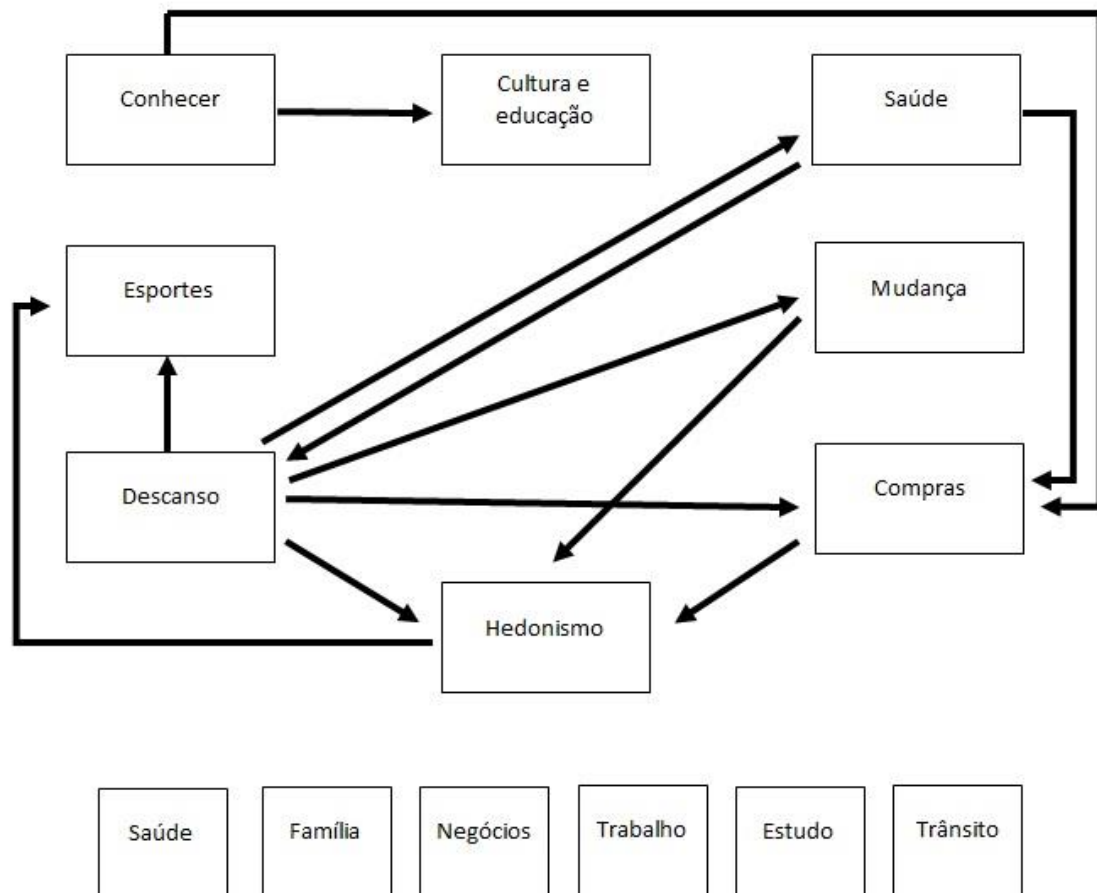 Conhecer
Cultura e
educação
Saúde
Esportes
Mudança
Descanso
Compras
Hedonismo
Saúde
Família
Negócios
Trabalho
Estudo
Trânsito